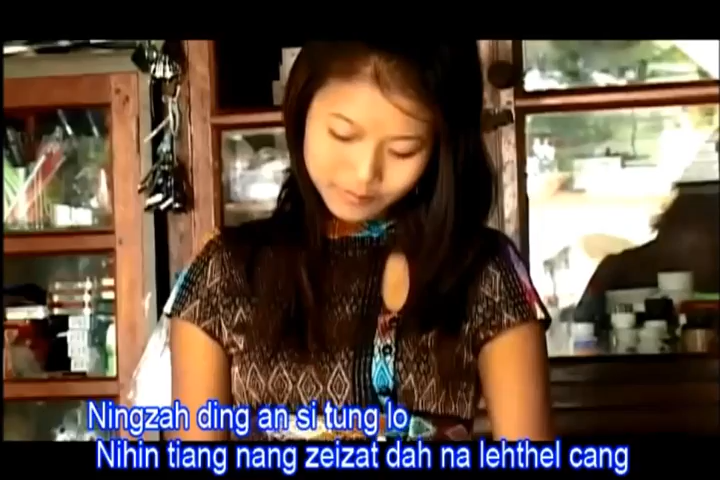 Ningzah ding an si tung lo
Nihin tiang nang zeizat dah na lehthel cang